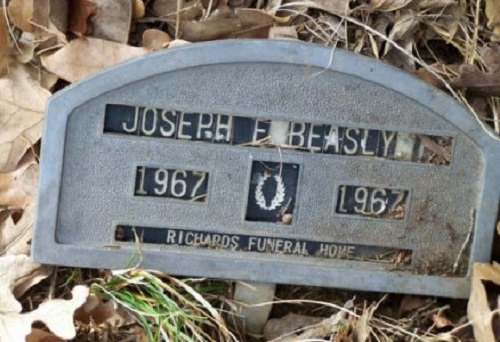 JOSEPH E BEASLY
1967 1967
RICHARDS FUNERAL HOME